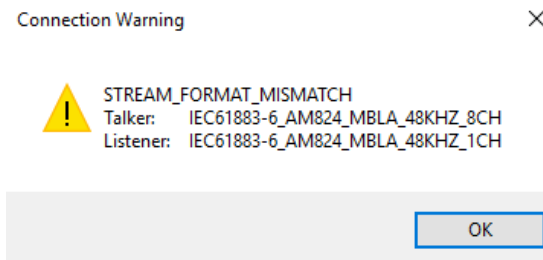 Connection Warning
STREAM_FORMAT_MISMATCH
Talker: IEC61883-6_AM824_MBLA_48KHZ_8CH
Listener: IEC61883-6_AM824_MBLA_48KHZ_1CH
OK